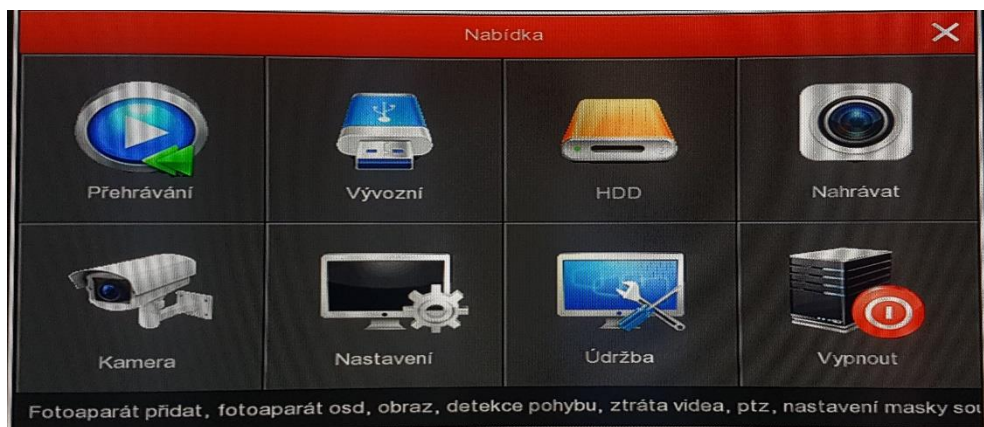 Nabídka
Přehrávání
Vývozní
HDD
Nahrávat
Kamera
Nastavení
Údržba
Vypnout
Fotoaparát přidat, fotoaparát osd, obraz, detekce pohybu, ztráta videa, ptz, nastavení masky